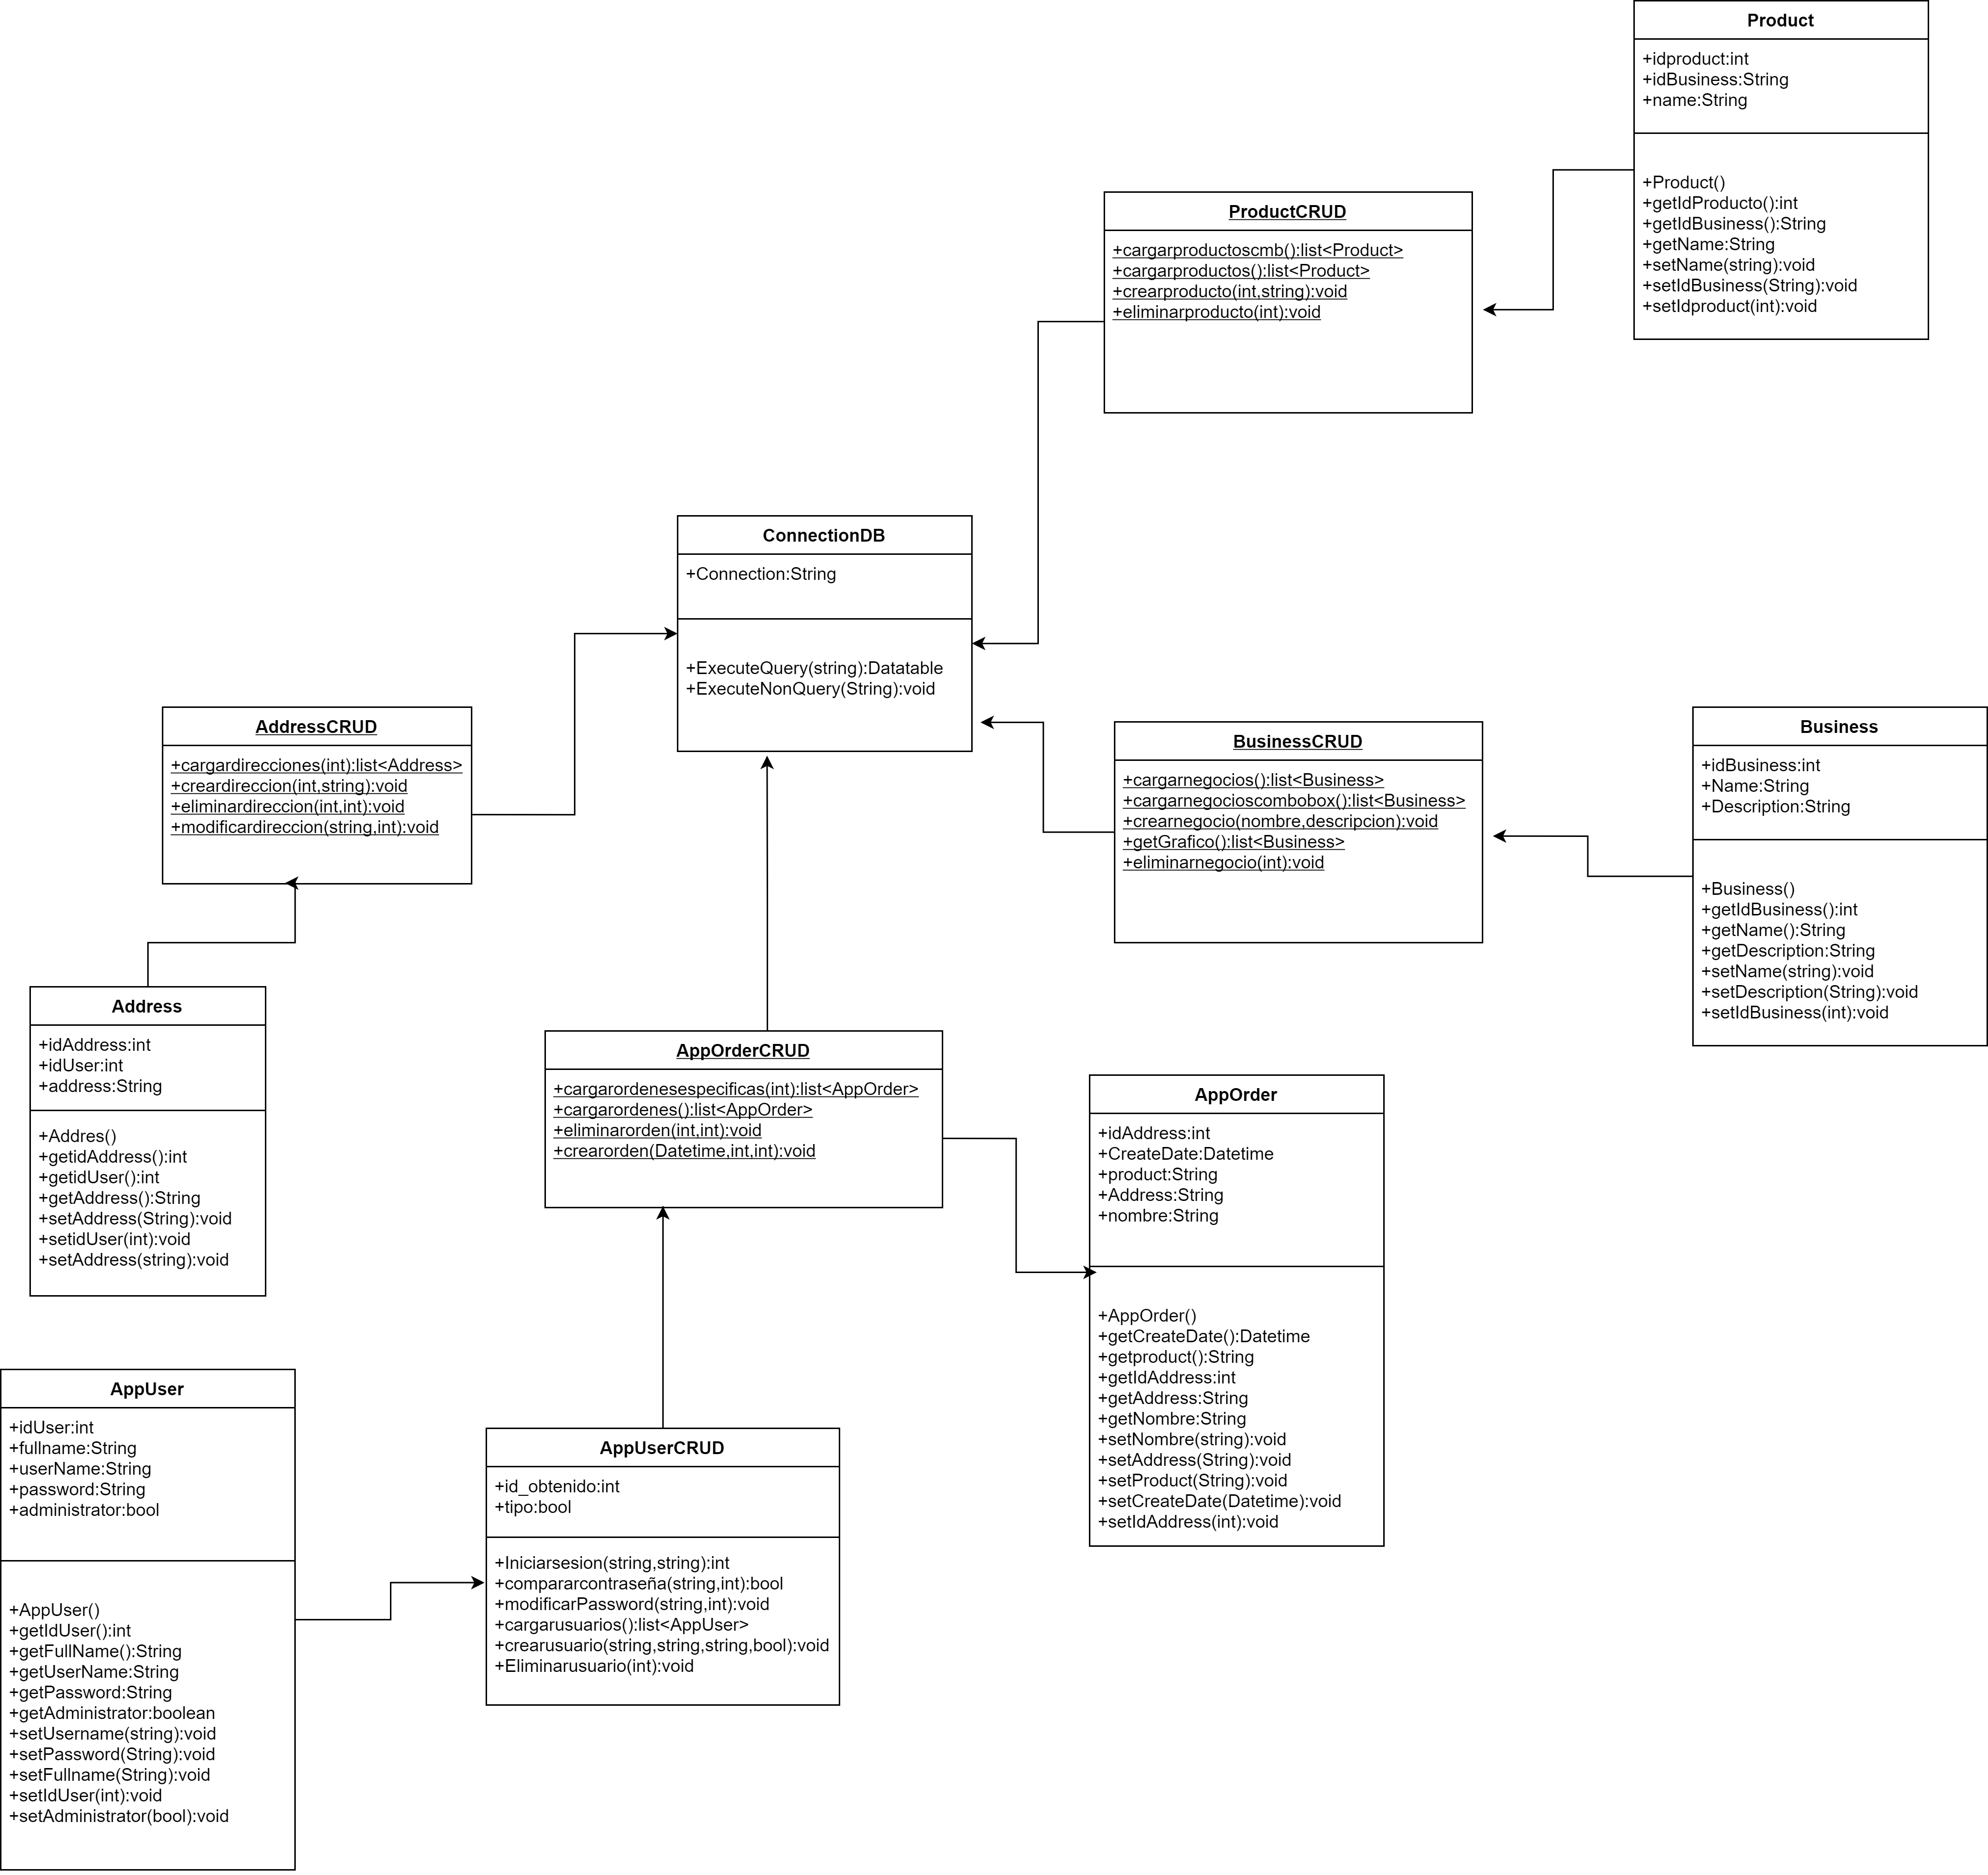 Product
+idproduct:int
+idBusiness:String
+name:String
+Product()
+getIdProducto():int
+getIdBusiness():String
+getName:String
+setName(string):void
+setIdBusiness(String):void
+setIdproduct(int):void
ProductCRUD
+cargarproductoscmb():list<Product>
+cargarproductos():list<Product>
+crearproducto(int,string):void
+eliminarproducto(int):void
ConnectionDB
+Connection:String
+ExecuteQuery(string):Datatable
+ExecuteNonQuery(String):void
AddressCRUD
+cargardirecciones(int):list<Address>
+creardireccion(int,string):void
+eliminardireccion(int,int):void
+modificardireccion(string,int):void
BusinessCRUD
+cargarnegocios():list<Business>
+cargarnegocioscombobox():list<Business>
+crearnegocio(nombre,descripcion):void
+getGrafico():list<Business>
+eliminarnegocio(int):void
Business
+idBusiness:int
+Name:String
+Description:String
+Business()
+getIdBusiness():int
+getName():String
+getDescription:String
+setName(string):void
+setDescription(String):void
+setIdBusiness(int):void
Address
+idAddress:int
+idUser:int
+address:String
+Addres()
+getidAddress():int
+getidUser():int
+getAddress():String
+setAddress(String):void
+setidUser(int):void
+setAddress(string):void
AppOrderCRUD
+cargarordenesespecificas(int):list<AppOrder>
+cargarordenes():list<AppOrder>
+eliminarorden(int,int):void
+crearorden(Datetime,int,int):void
AppOrder
+idAddress:int
+CreateDate:Datetime
+product:String
+Address:String
+nombre:String
+AppOrder()
+getCreateDate():Datetime
+getproduct():String
+getIdAddress:int
+getAddress:String
+getNombre:String
+setNombre(string):void
+setAddress(String):void
+setProduct(String):void
+setCreateDate(Datetime):void
+setIdAddress(int):void
AppUser
+idUser:int
+fullname:String
+userName:String
+password:String
+administrator:bool
+AppUser()
+getIdUser():int
+getFullName():String
+getUserName:String
+getPassword:String
+getAdministrator:boolean
+setUsername(string):void
+setPassword(String):void
+setFullname(String):void
+setIdUser(int):void
+setAdministrator(bool):void
AppUserCRUD
+id_obtenido:int
+tipo:bool
+Iniciarsesion(string,string):int
+compararcontraseña(string,int):bool
+modificarPassword(string,int):void
+cargarusuarios():list<AppUser>
+crearusuario(string,string,string,bool):void
+Eliminarusuario(int):void